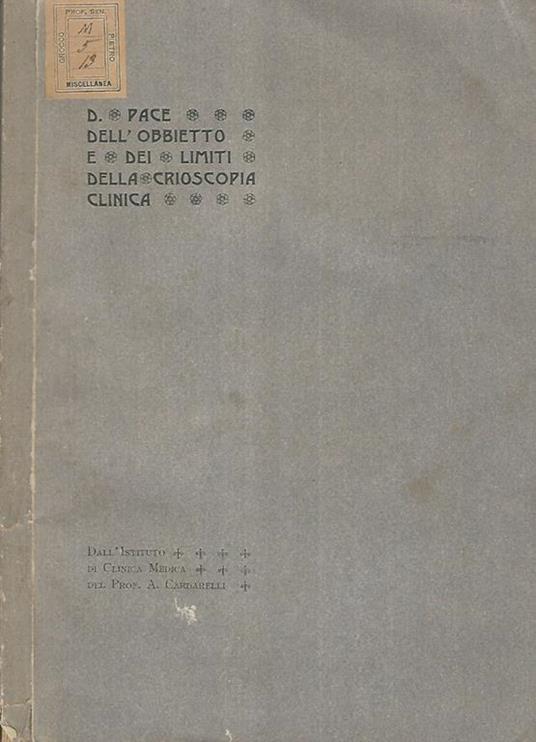 PROF. SEN.
GROCCO
PIETRO
M
5
13
MISCELLANEA
D. PACE
DELL' OBBIETTO
E DEI LIMITI
DELLA CRIOSCOPIA
CLINICA
DALL'ISTITUTO
DI CLINICA MEDICA
DEL PROF. A. CARDARELLI